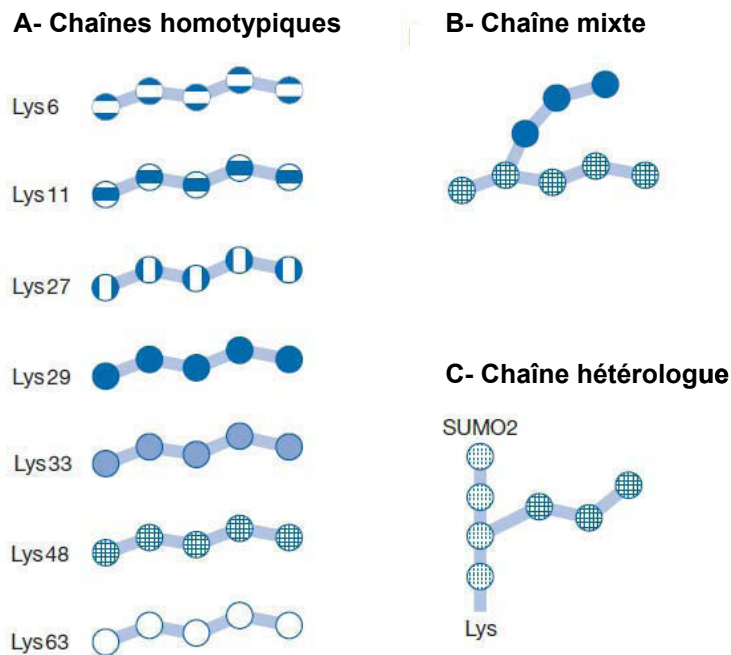 A- Chaînes homotypiques
Lys6
Lys11
Lys27
Lys29
Lys33
Lys48
Lys63
B- Chaîne mixte
C- Chaîne hétérologue
SUMO2
Lys